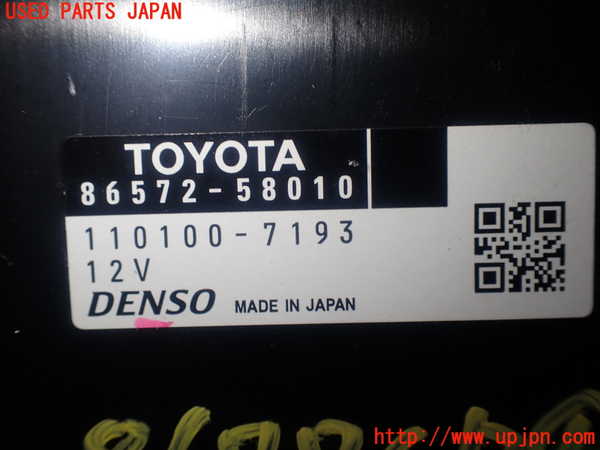 USED PARTS JAPAN
TOYOTA
86572-58010
110100-7193
12V
DENSO MADE IN JAPAN
http://www.upjpn.com/